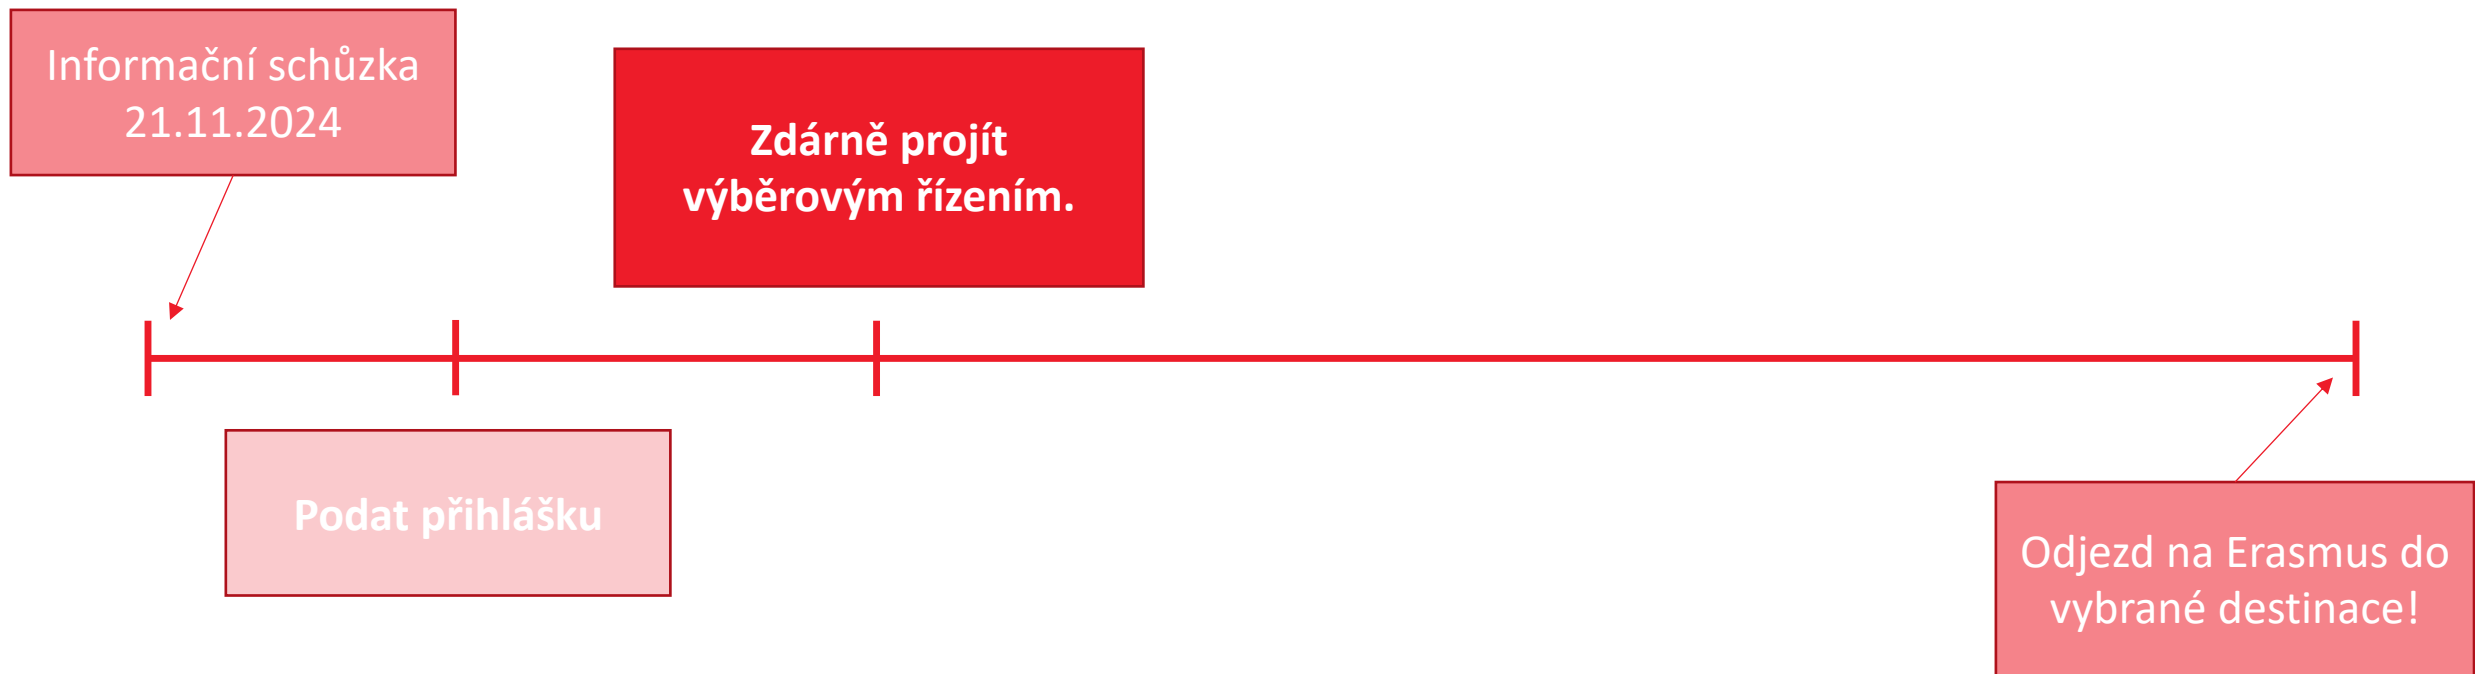 Informační schůzka
21.11.2024
Zdárně projít
výběrovým řízením.
Podat přihlášku
Odjezd na Erasmus do
vybrané destinace!